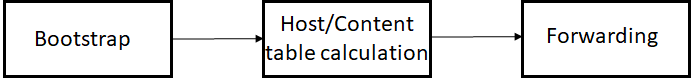 Bootstrap
Host/Content
table calculation
Forwarding